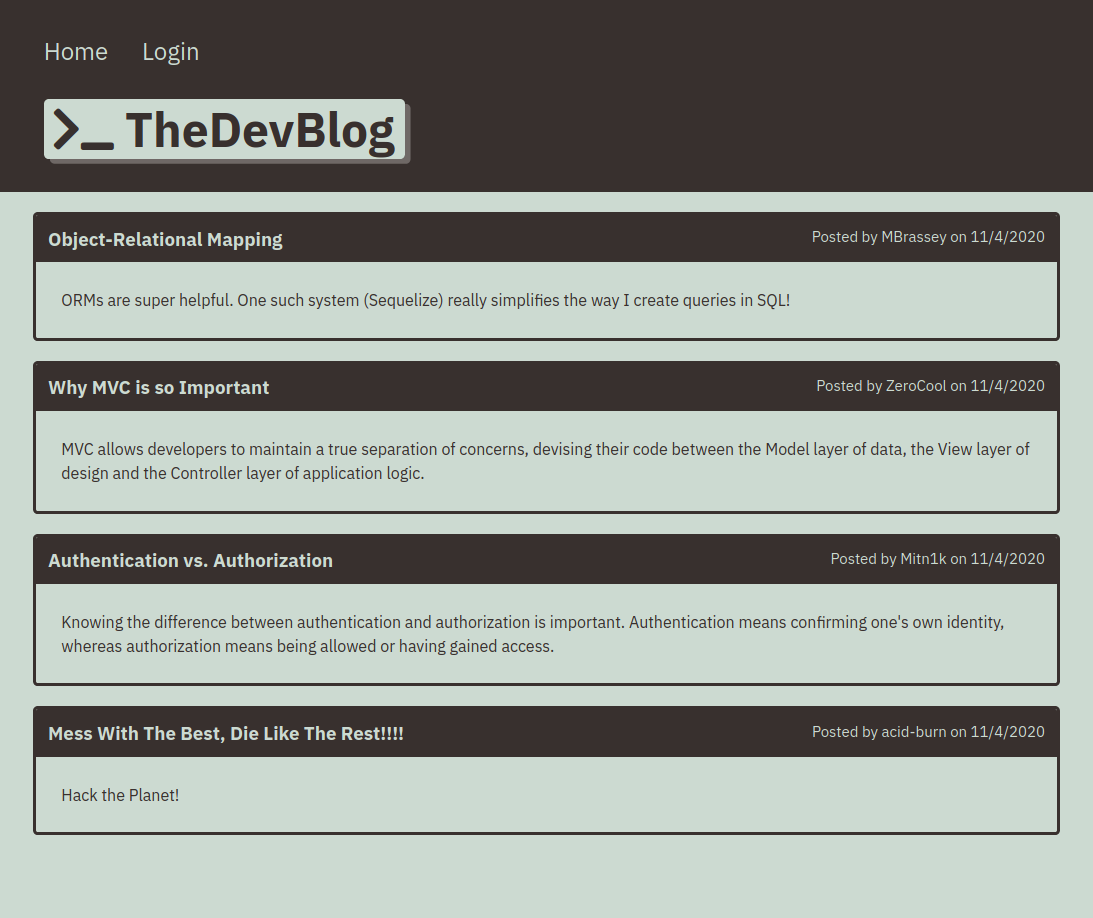 Home Login
>_ TheDevBlog
Object-Relational Mapping Posted by MBrassey on 11/4/2020
ORMs are super helpful. One such system (Sequelize) really simplifies the way I create queries in SQL!
Why MVC is so Important Posted by ZeroCool on 11/4/2020
MVC allows developers to maintain a true separation of concerns, devising their code between the Model layer of data, the View layer of
design and the Controller layer of application logic.
Authentication vs. Authorization Posted by Mitn1k on 11/4/2020
Knowing the difference between authentication and authorization is important. Authentication means confirming one's own identity,
whereas authorization means being allowed or having gained access.
Mess With The Best, Die Like The Rest!!!! Posted by acid-burn on 11/4/2020
Hack the Planet!